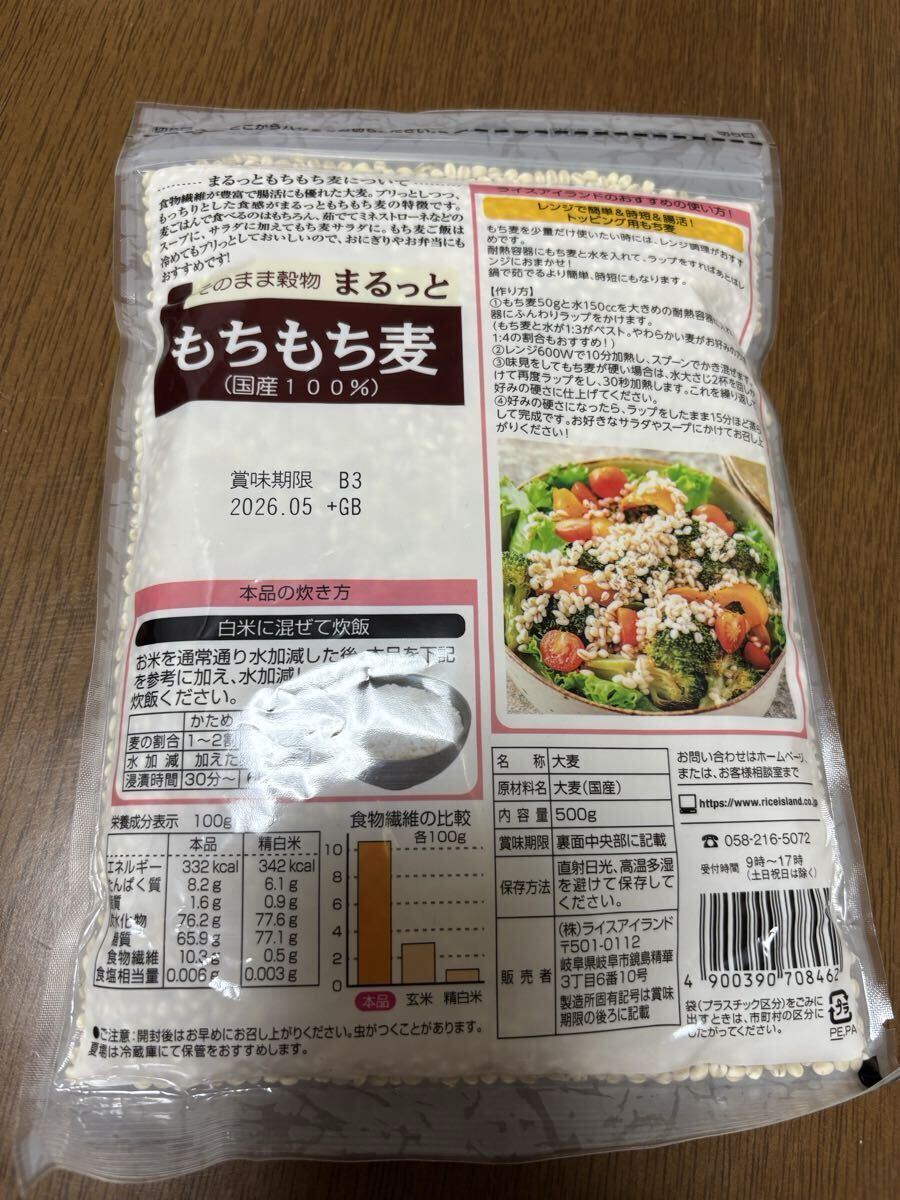 切り口
まるっともちもち麦について
食物繊維が豊富で腸活にも優れた大麦。プリっとしつつ、
もっちりとした食感がまるっともちもち麦の特徴です。
麦ごはんで食べるのはもちろん、茹でてミネストローネなどの
スープに、サラダに加えてもち麦サラダに。もち麦ご飯は
冷めてもプリっとしておいしいので、おにぎりやお弁当にも
おすすめです!
そのまま穀物 まるっと
もちもち麦
(国産100%)
賞味期限 B3
2026.05 +GB
本品の炊き方
白米に混ぜて炊飯
お米を通常通り水加減した後、本品を下記
を参考に加え、水加減し
炊飯ください。
かため
麦の割合 1〜2割
水加減 加えた
浸漬時間 30分〜
栄養成分表示 100g
本品 精白米
エネルギー 332kcal 342kcal
たんぱく質 8.2g 6.1g
脂質 1.6g 0.9g
炭水化物 76.2g 77.6g
糖質 65.9g 77.1g
食物繊維 10.3g 0.5g
食塩相当量 0.006g 0.003g
食物繊維の比較
各100g
10
8
6
4
2
0
本品 玄米 精白米
●ご注意:開封後はお早めにお召し上がりください。虫がつくことがあります。
夏場は冷蔵庫にて保管をおすすめします。
ライスアイランドのおすすめの使い方!
レンジで簡単&時短&腸活!
トッピング用もち麦
もち麦を少量だけ使いたい時には、レンジ調理がおすす
めです。
耐熱容器にもち麦と水を入れて、ラップをすればあとはレ
ンジにおまかせ!
鍋で茹でるより簡単、時短にもなります。
【作り方】
①もち麦50gと水150ccを大きめの耐熱容器に入れ、
器にふんわりラップをかけます。
(もち麦と水が1:3がベスト。やわらかい麦がお好みの方は
1:4の割合もおすすめ!)
②レンジ600Wで10分加熱し、スプーンでかき混ぜます。
③味見をしてもち麦が硬い場合は、水大さじ2杯を回しか
けて再度ラップをし、30秒加熱します。これを繰り返して
好みの硬さに仕上げてください。
④好みの硬さになったら、ラップをしたまま15分ほど蒸ら
して完成です。お好きなサラダやスープにかけてお召し上
がりください!
名称 大麦
原材料名 大麦(国産)
内容量 500g
賞味期限 裏面中央部に記載
保存方法 直射日光、高温多湿
を避けて保存して
ください。
販売者 (株)ライスアイランド
〒501-0112
岐阜県岐阜市鏡島精華
3丁目6番10号
製造所固有記号は賞味
期限の後ろに記載
お問い合わせはホームページ、
または、お客様相談室まで
https://www.riceisland.co.jp
☎ 058-216-5072
受付時間 9時〜17時
(土日祝日は除く)
4 900390 708462
袋(プラスチック区分)をごみに
出すときは、市町村の区分に
したがってください。
プラ
PE,PA